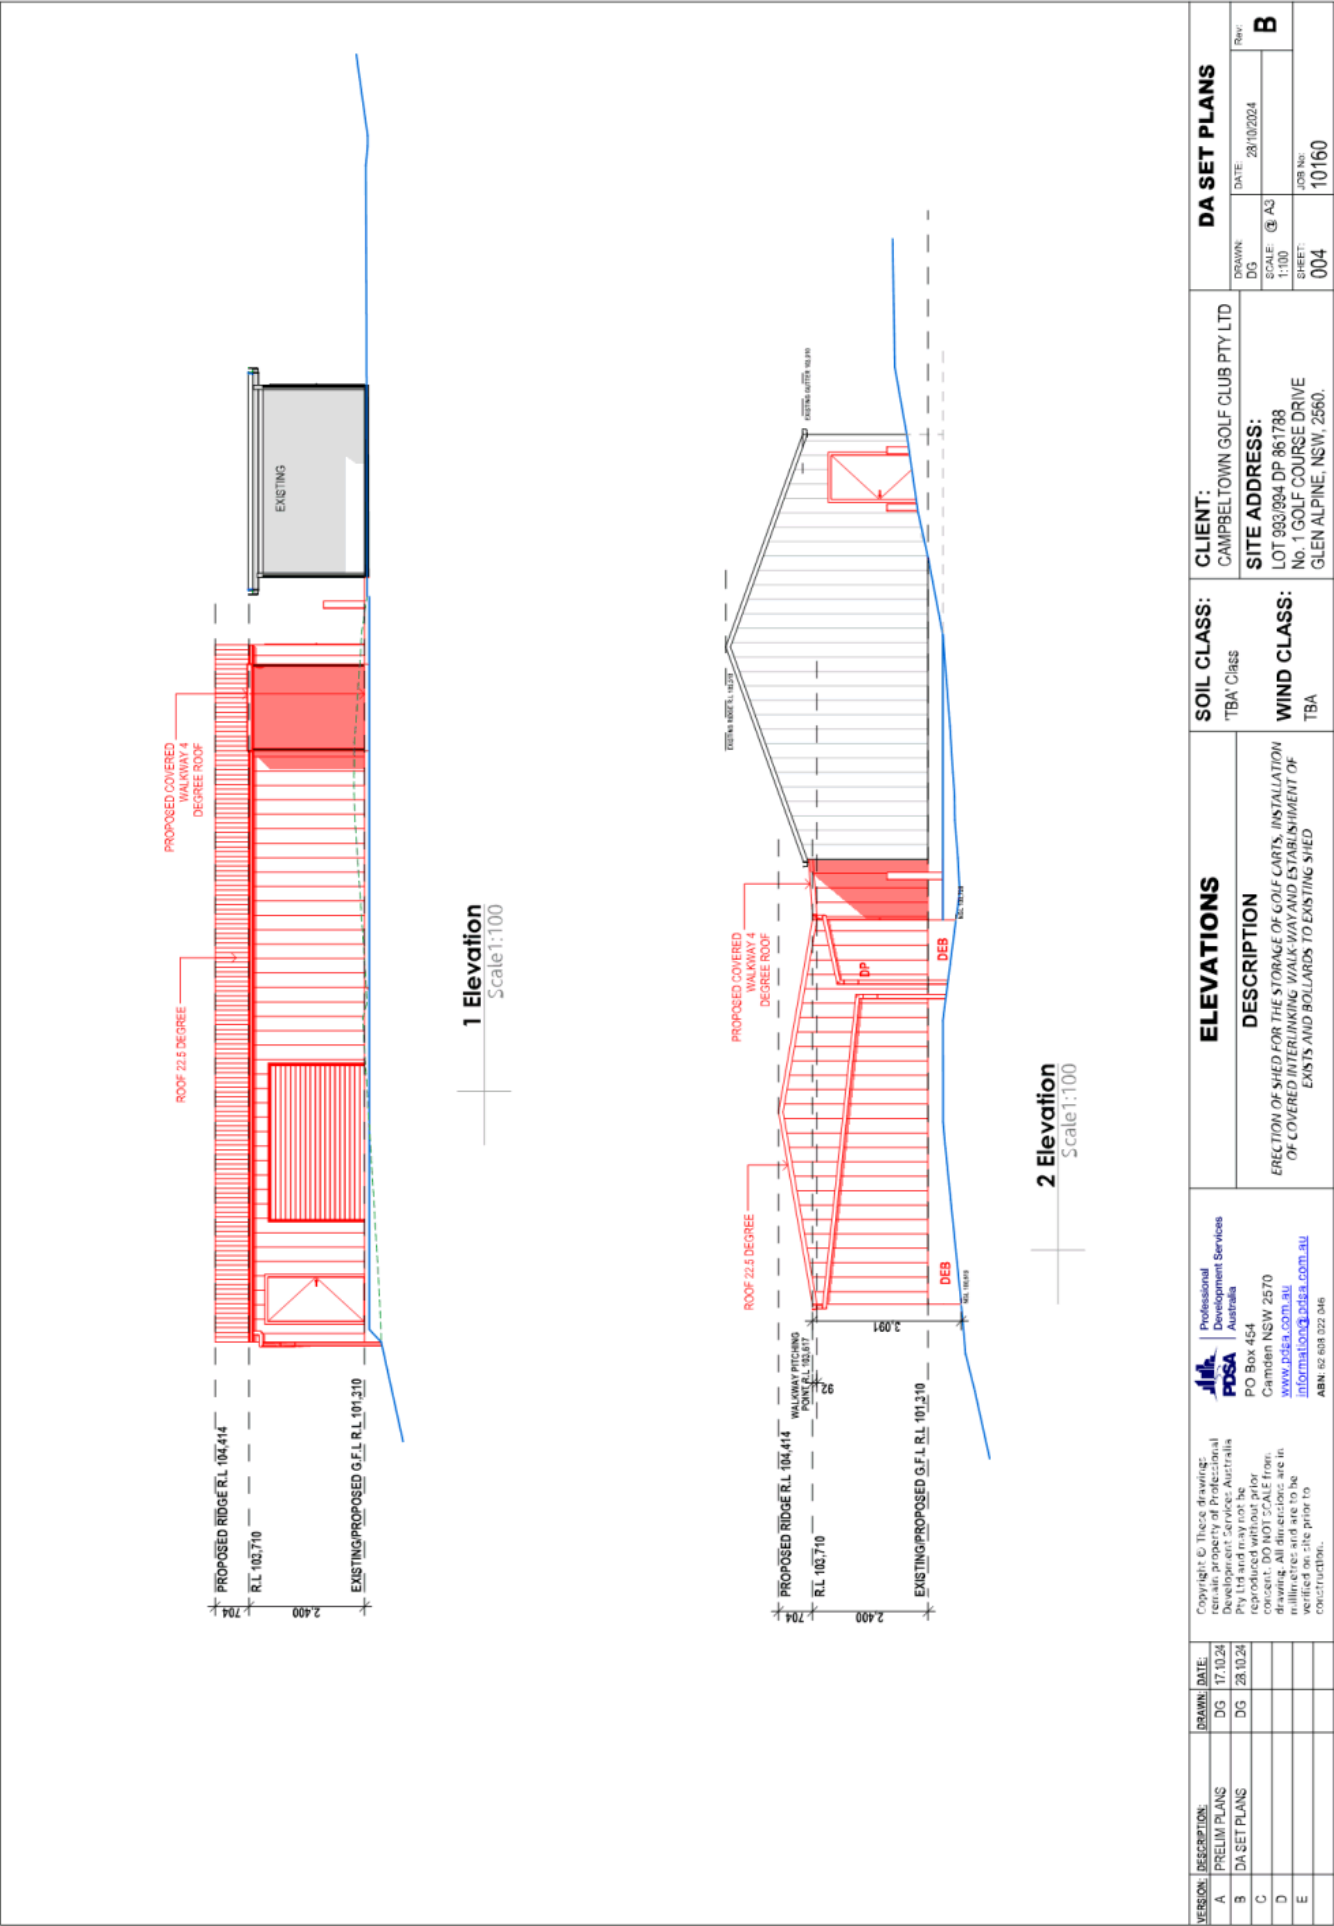 PROPOSED RIDGE R.L 104,414
R.L 103,710
EXISTING/PROPOSED G.F.L R.L 101,310
704
2,400
ROOF 22.5 DEGREE
PROPOSED COVERED
WALKWAY 4
DEGREE ROOF
EXISTING
1 Elevation
Scale1:100
PROPOSED RIDGE R.L 104,414
R.L 103,710
EXISTING/PROPOSED G.F.L R.L 101,310
704
2,400
WALKWAY PITCHING
POINT R.L 103,617
92
3,091
ROOF 22.5 DEGREE
PROPOSED COVERED
WALKWAY 4
DEGREE ROOF
DEB
DP
DEB
2 Elevation
Scale1:100
VERSION: DESCRIPTION: DRAWN: DATE:
A PRELIM PLANS DG 17.10.24
B DA SET PLANS DG 28.10.24
C
D
E
Copyright © These drawings
remain property of Professional
Development Services Australia
Pty Ltd and may not be
reproduced without prior
consent. DO NOT SCALE from
drawing. All dimensions are in
millimetres and are to be
verified on site prior to
construction.
PDSA
Professional
Development Services
Australia
PO Box 454
Camden NSW 2570
www.pdsa.com.au
information@pdsa.com.au
ABN: 62 608 022 046
ELEVATIONS
DESCRIPTION
ERECTION OF SHED FOR THE STORAGE OF GOLF CARTS, INSTALLATION
OF COVERED INTERLINKING WALK-WAY AND ESTABLISHMENT OF
EXISTS AND BOLLARDS TO EXISTING SHED
SOIL CLASS:
'TBA' Class
WIND CLASS:
TBA
CLIENT:
CAMPBELTOWN GOLF CLUB PTY LTD
SITE ADDRESS:
LOT 993/994 DP 861788
No. 1 GOLF COURSE DRIVE
GLEN ALPINE, NSW, 2560.
DA SET PLANS
DRAWN:
DG
DATE:
28/10/2024
Rev:
B
SCALE: @ A3
1:100
SHEET:
004
JOB No:
10160